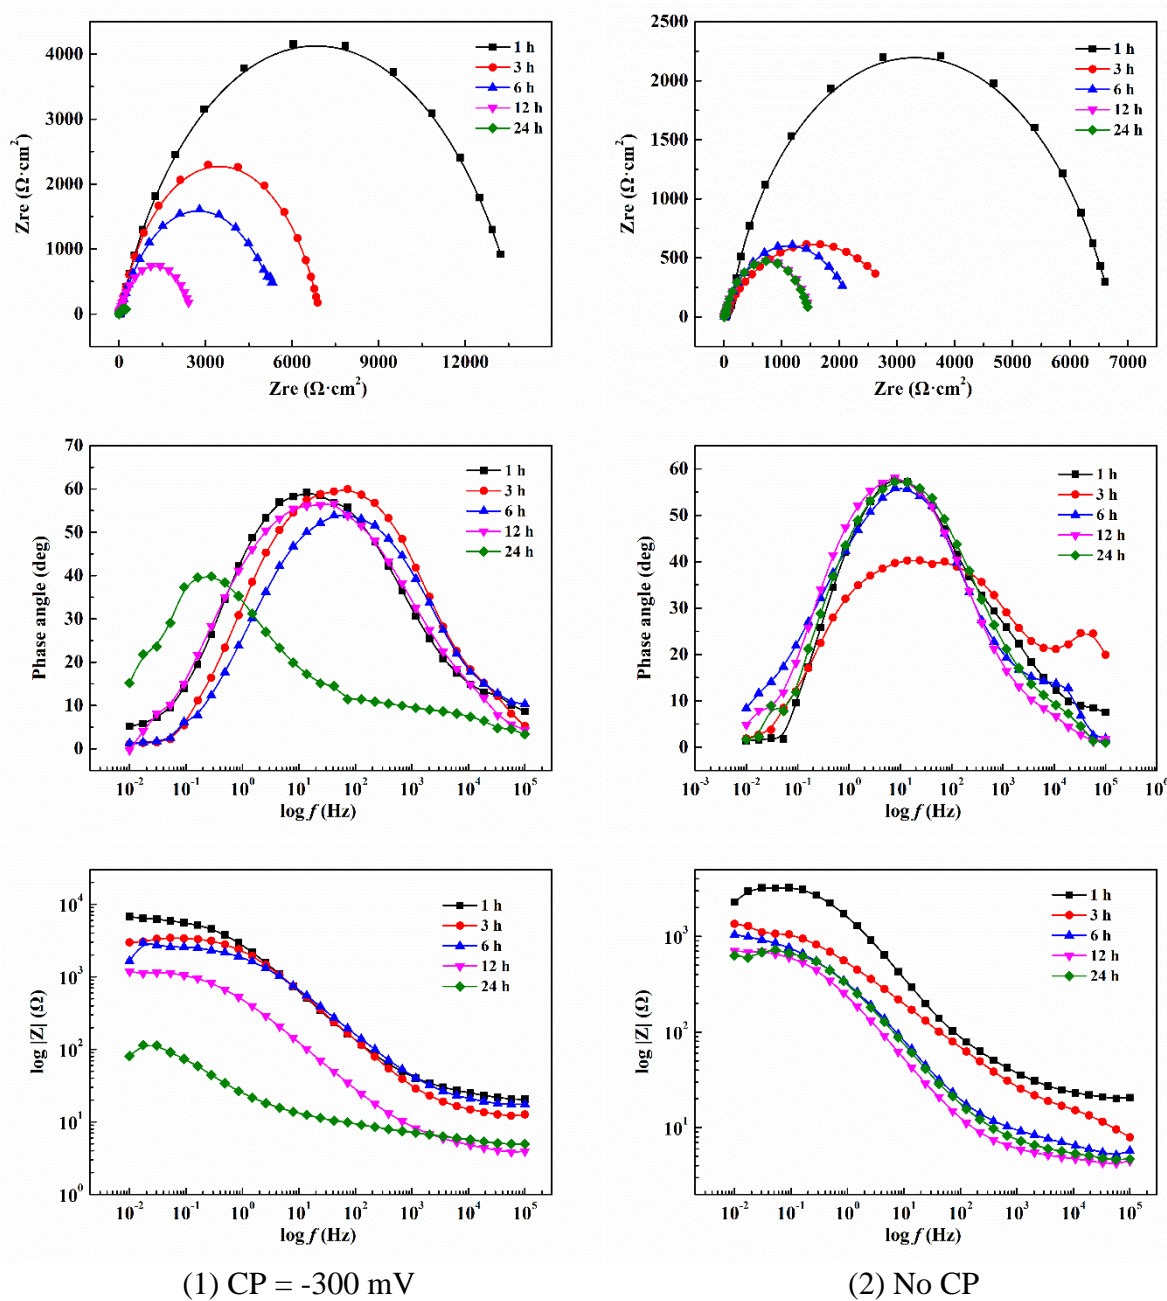 4000
3000
2000
1000
0
Zre (Ω·cm²)
1 h
3 h
6 h
12 h
24 h
0 3000 6000 9000 12000
Zre (Ω·cm²)
2500
2000
1500
1000
500
0
Zre (Ω·cm²)
1 h
3 h
6 h
12 h
24 h
0 1000 2000 3000 4000 5000 6000 7000
Zre (Ω·cm²)
70
60
50
40
30
20
10
0
Phase angle (deg)
1 h
3 h
6 h
12 h
24 h
10⁻² 10⁻¹ 10⁰ 10¹ 10² 10³ 10⁴ 10⁵
log f (Hz)
60
50
40
30
20
10
0
Phase angle (deg)
1 h
3 h
6 h
12 h
24 h
10⁻³ 10⁻² 10⁻¹ 10⁰ 10¹ 10² 10³ 10⁴ 10⁵ 10⁶
log f (Hz)
10⁴
10³
10²
10¹
10⁰
log |Z| (Ω)
1 h
3 h
6 h
12 h
24 h
10⁻² 10⁻¹ 10⁰ 10¹ 10² 10³ 10⁴ 10⁵
log f (Hz)
10³
10²
10¹
log |Z| (Ω)
1 h
3 h
6 h
12 h
24 h
10⁻² 10⁻¹ 10⁰ 10¹ 10² 10³ 10⁴ 10⁵
log f (Hz)
(1) CP = -300 mV
(2) No CP